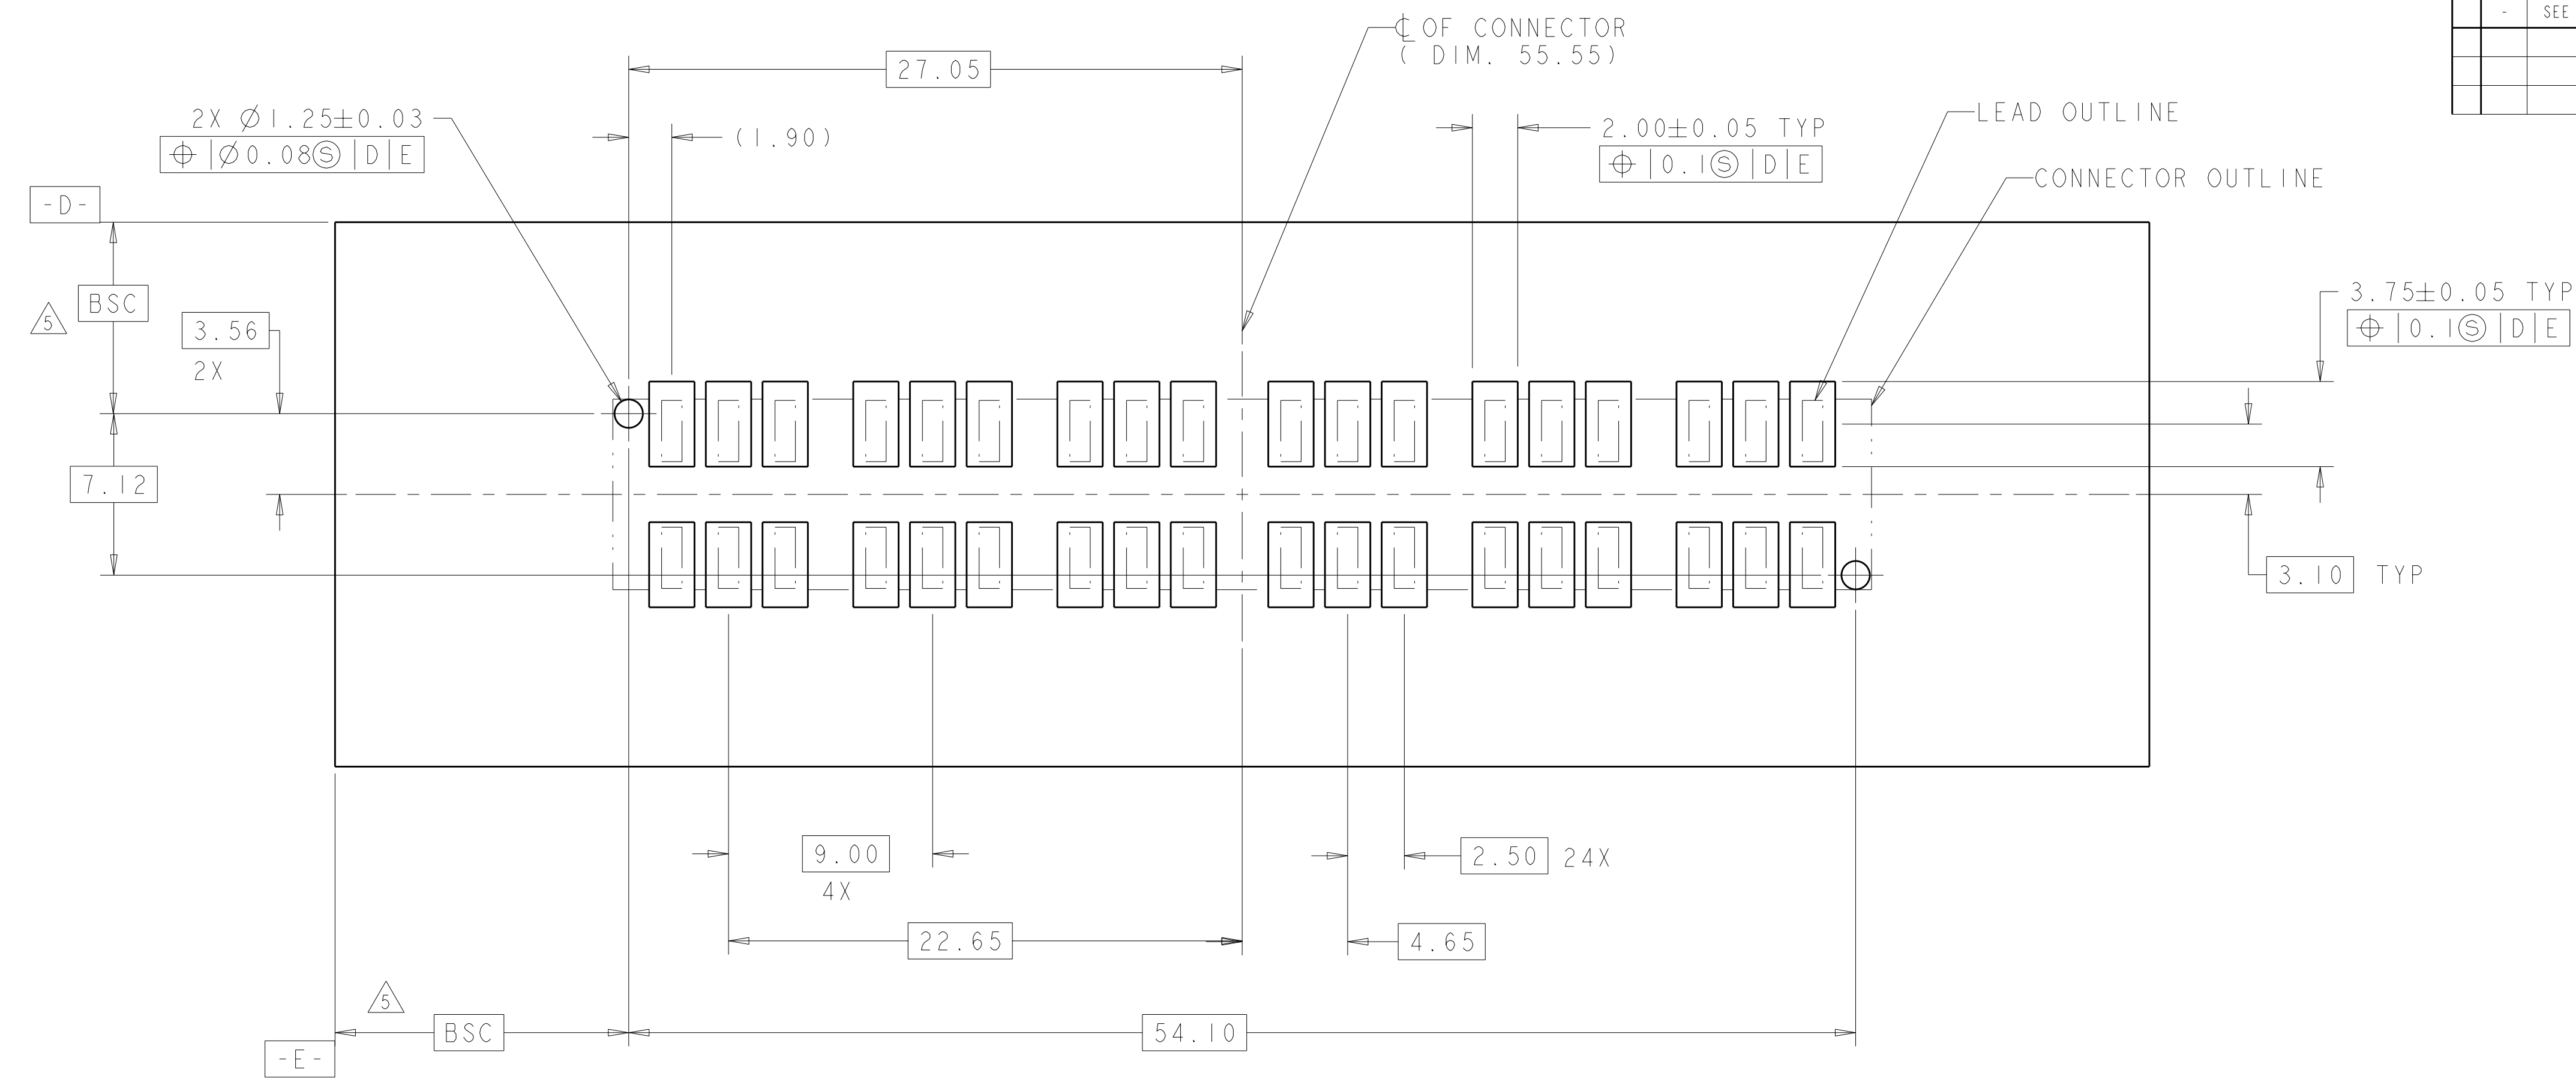 - SEE
℄ OF CONNECTOR
( DIM. 55.55)
27.05
2X Ø1.25±0.03
⌖ Ø0.08Ⓢ D E
(1.90)
2.00±0.05 TYP
⌖ 0.1Ⓢ D E
LEAD OUTLINE
CONNECTOR OUTLINE
-D-
BSC
5
3.56
2X
3.75±0.05 TYP
⌖ 0.1Ⓢ D E
7.12
3.10 TYP
9.00
4X
2.50 24X
22.65
4.65
5
BSC
54.10
-E-